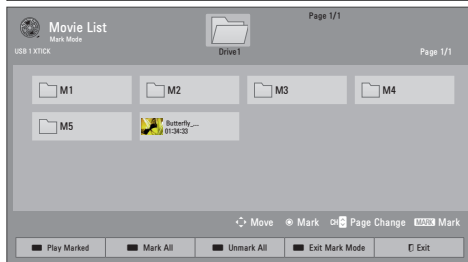 Movie List
Mark Mode
USB 1 XTICK
Drive1
Page 1/1
Page 1/1
M1
M2
M3
M4
M5
Butterfly_...
01:34:33
Move Mark CH Page Change MARK Mark
Play Marked
Mark All
Unmark All
Exit Mark Mode
Exit